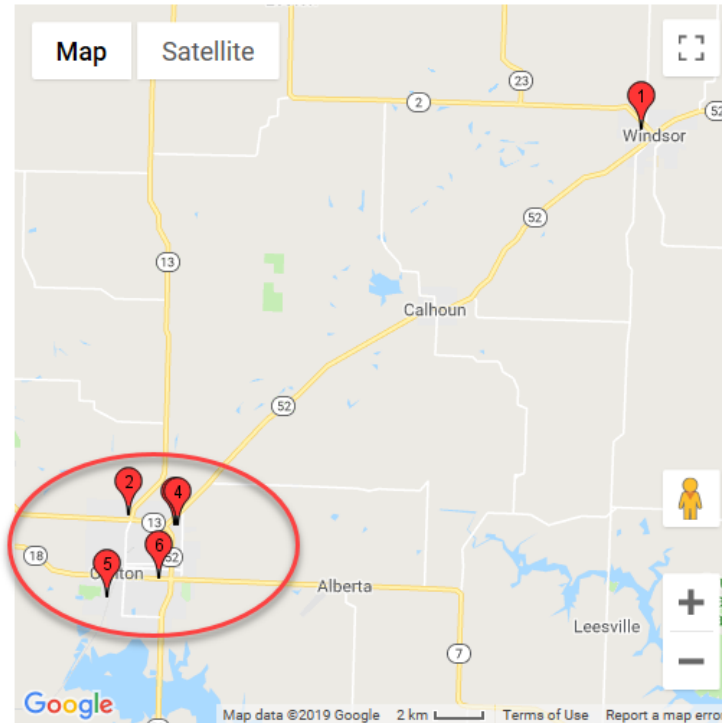 Map
Satellite
23
2
1
52
Windsor
52
13
Calhoun
52
2
4
13
18
6
52
5
Alberta
Leesville
7
Google
Map data ©2019 Google
2 km
Terms of Use
Report a map error